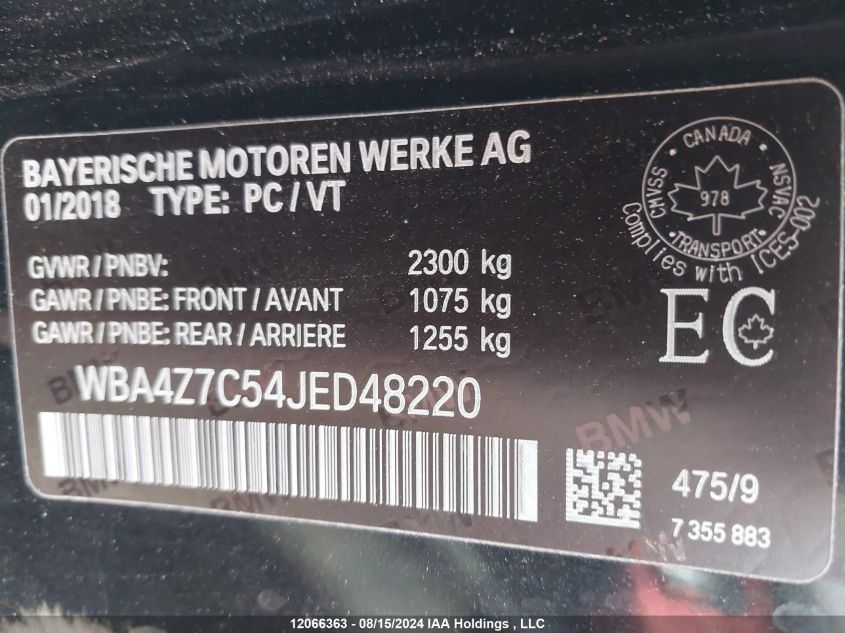 BAYERISCHE MOTOREN WERKE AG
01/2018 TYPE: PC / VT
CANADA
CMVSS
NSVAC
978
TRANSPORT
Complies with ICES-002
GVWR / PNBV: 2300 kg
GAWR / PNBE: FRONT / AVANT 1075 kg
GAWR / PNBE: REAR / ARRIERE 1255 kg
EC
WBA4Z7C54JED48220
BMW
BMW
475/9
7 355 883
12066363 - 08/15/2024 IAA Holdings , LLC